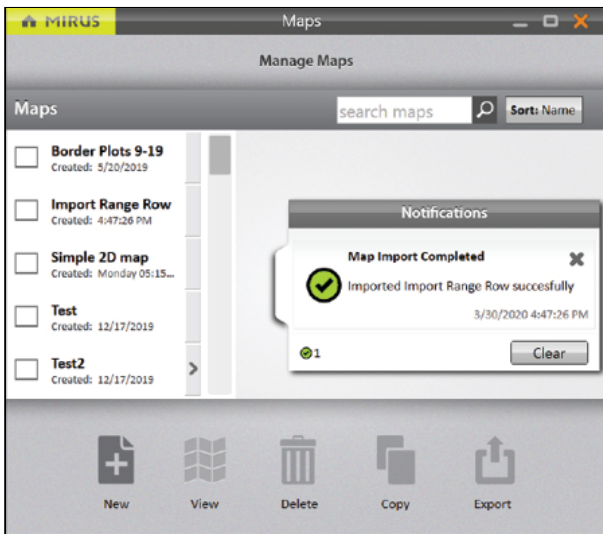 MIRUS
Maps
Manage Maps
Maps
search maps
Sort: Name
Border Plots 9-19
Created: 5/20/2019
Import Range Row
Created: 4:47:26 PM
Simple 2D map
Created: Monday 05:15...
Test
Created: 12/17/2019
Test2
Created: 12/17/2019
Notifications
Map Import Completed
Imported Import Range Row succesfully
3/30/2020 4:47:26 PM
1
Clear
New
View
Delete
Copy
Export